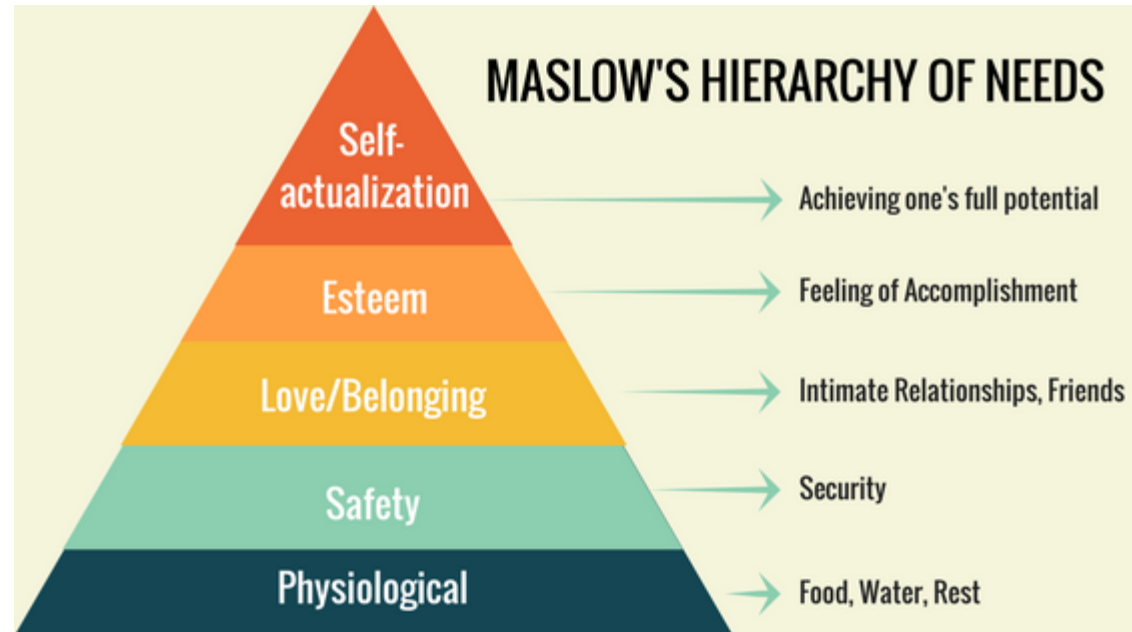 MASLOW'S HIERARCHY OF NEEDS
Self-
actualization
Achieving one's full potential
Esteem
Feeling of Accomplishment
Love/Belonging
Intimate Relationships, Friends
Safety
Security
Physiological
Food, Water, Rest